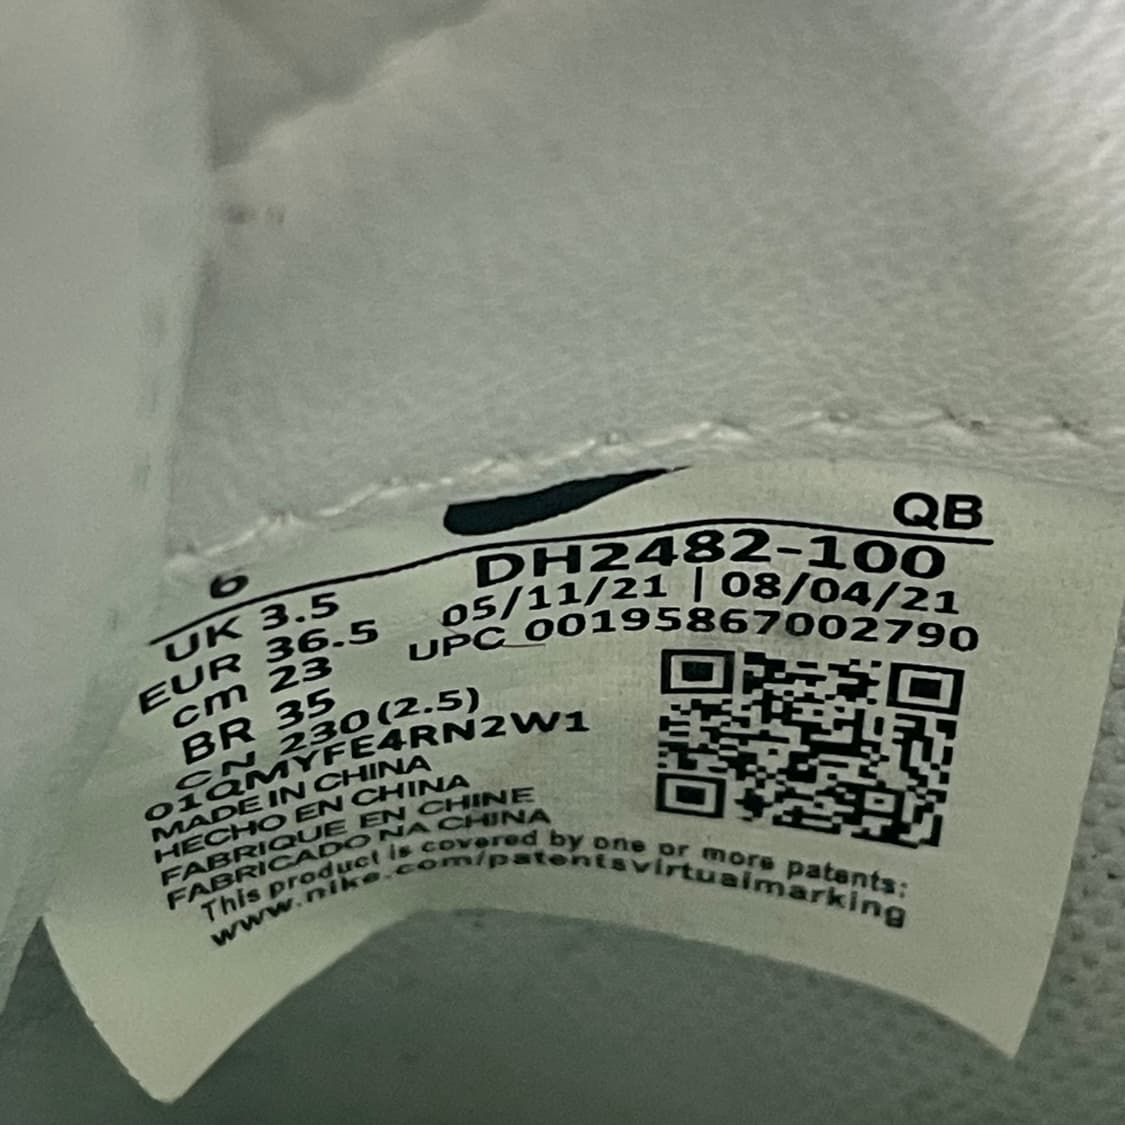 QB
6
DH2482-100
UK 3.5
05/11/21 | 08/04/21
EUR 36.5
UPC 00195867002790
cm 23
BR 35
CN 230(2.5)
01QMYFE4RN2W1
MADE IN CHINA
HECHO EN CHINA
FABRIQUE EN CHINE
FABRICADO NA CHINA
This product is covered by one or more patents:
www.nike.com/patentsvirtualmarking